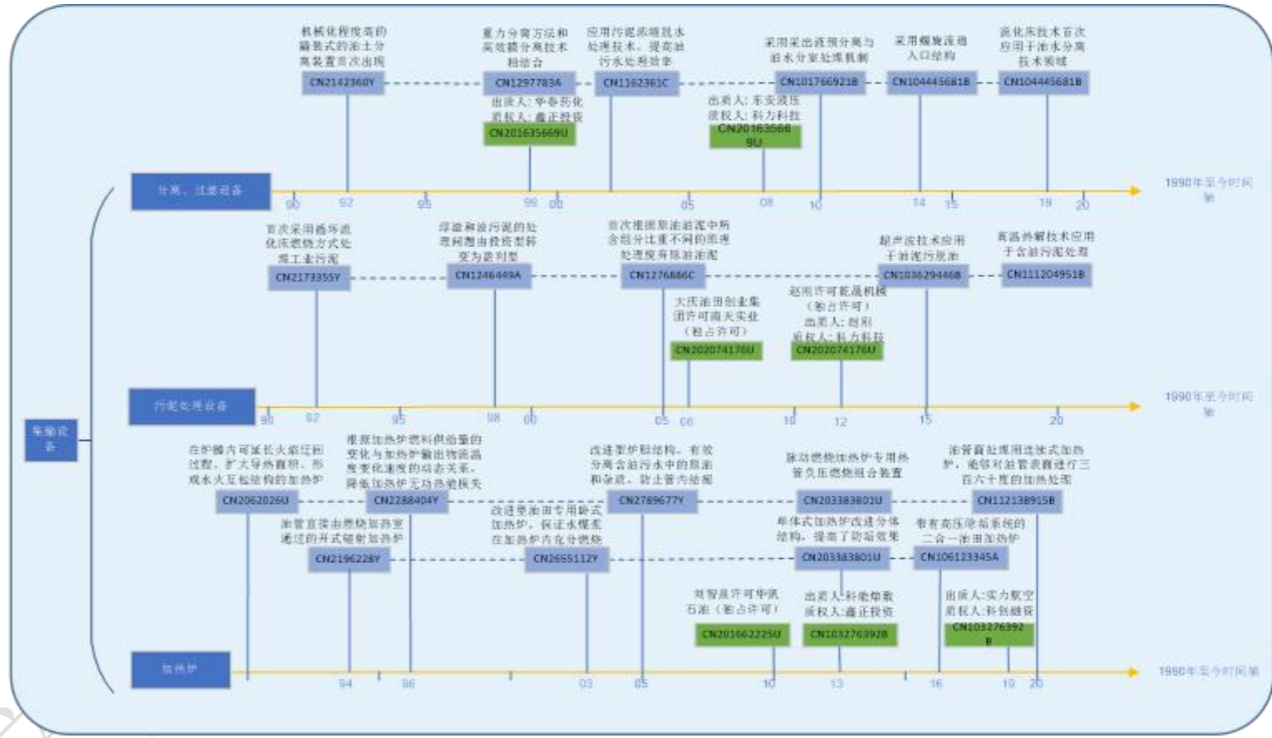 机械化程度高的
罐装式的油土分
离装置首次出现
CN2142360Y
重力分离方法和
高效膜分离技术
相结合
CN1297783A
出质人:华春药化
质权人:鑫正投资
CN201635669U
应用污泥浓缩脱水
处理技术,提高油
污水处理效率
CN1162361C
出质人:东安液压
质权人:科力科技
CN20163566
9U
采用采出液预分离与
油水分室处理机制
CN101766921B
采用螺旋流道
入口结构
CN104445681B
流化床技术首次
应用于油水分离
技术领域
CN104445681B
分离、过滤设备
90
92
95
99
00
05
08
10
14
15
19
20
1990年至今时间
轴
首次采用循环流
化床燃烧方式处
理工业污泥
CN2173355Y
浮渣和油污泥的处
理问题由投资型转
变为盈利型
CN1246449A
首次根据原油油泥中所
含组分比重不同的原理
处理废弃原油油泥
CN1276886C
大庆油田创业集
团许可南天实业
(独占许可)
CN202074176U
赵刚许可乾晟机械
(独占许可)
出质人:赵刚
质权人:科力科技
CN202074176U
超声波技术应用
于油泥污脱油
CN103629446B
高温热解技术应用
于含油污泥处理
CN111204951B
污泥处理设备
90
92
95
98
00
05
06
10
12
15
20
1990年至今时间
轴
集输设
备
在炉膛内可延长火焰迂回
过程、扩大导热面积、形
成水火互包结构的加热炉
CN2062026U
根据加热炉燃料供给量的
变化与加热炉输出物流温
度变化速度的动态关系,
降低加热炉无功热能损失
CN2288404Y
改进型炉胆结构,有效
分离含油污水中的原油
和杂质,防止管内结垢
CN2789677Y
脉动燃烧加热炉专用热
管负压燃烧组合装置
CN203383801U
油管面处理用连续式加热
炉,能够对油管表面进行三
百六十度的加热处理
CN112138915B
油管直接由燃烧加热室
通过的开式辐射加热炉
CN2196228Y
改进型油田专用卧式
加热炉,保证水煤浆
在加热炉内充分燃烧
CN2655112Y
单体式加热炉改进分体
结构,提高了防垢效果
CN203383801U
带有高压除垢系统的
二合一油田加热炉
CN106123345A
刘智泉许可华凯
石油(独占许可)
CN201662225U
出质人:科能熔敷
质权人:鑫正投资
CN103276392B
出质人:实力航空
质权人:科创融资
CN10327639 2
B
加热炉
94
96
03
05
10
13
16
19
20
1990年至今时间轴